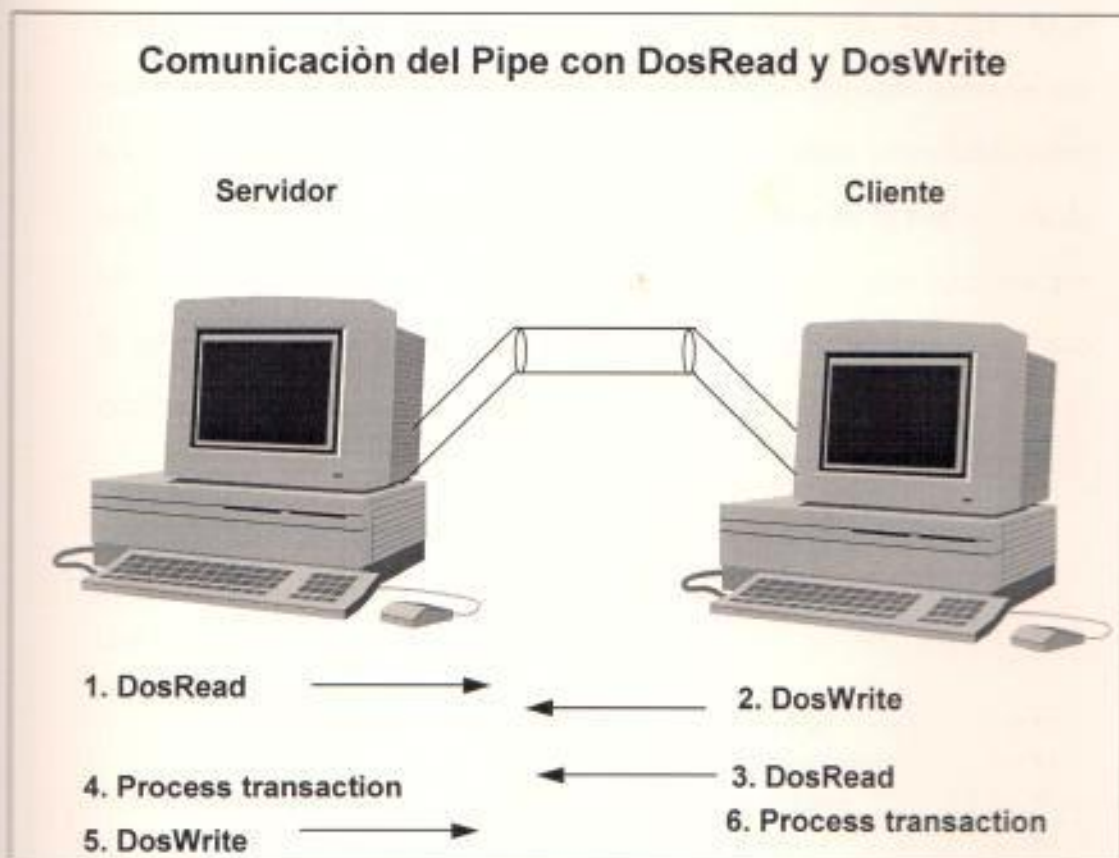 Comunicaciòn del Pipe con DosRead y DosWrite
Servidor
Cliente
1. DosRead
2. DosWrite
3. DosRead
4. Process transaction
5. DosWrite
6. Process transaction